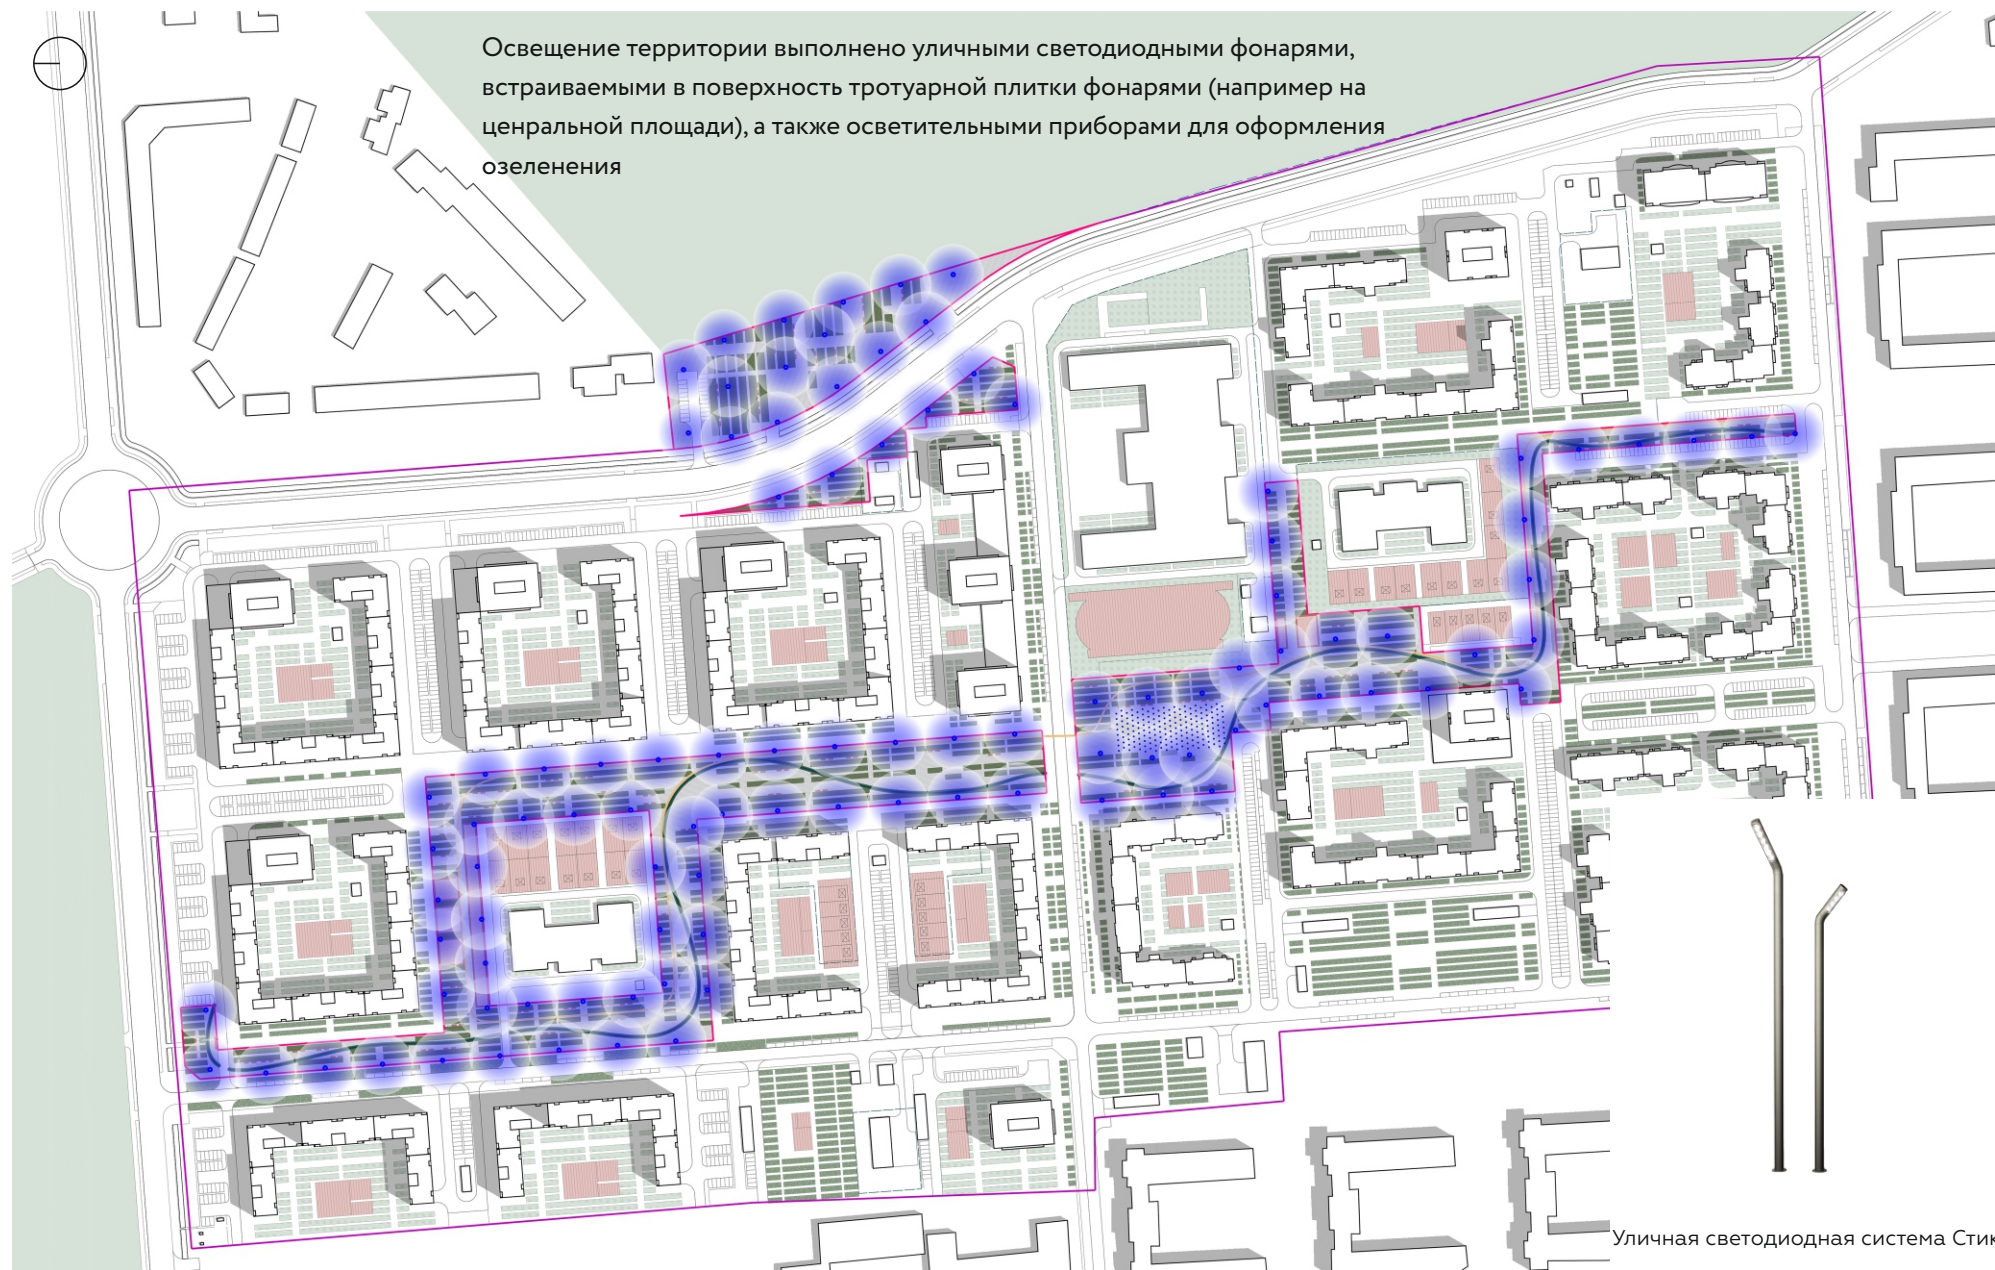 Освещение территории выполнено уличными светодиодными фонарями,
встраиваемыми в поверхность тротуарной плитки фонарями (например на
ценральной площади), а также осветительными приборами для оформления
озеленения
Уличная светодиодная система Стик